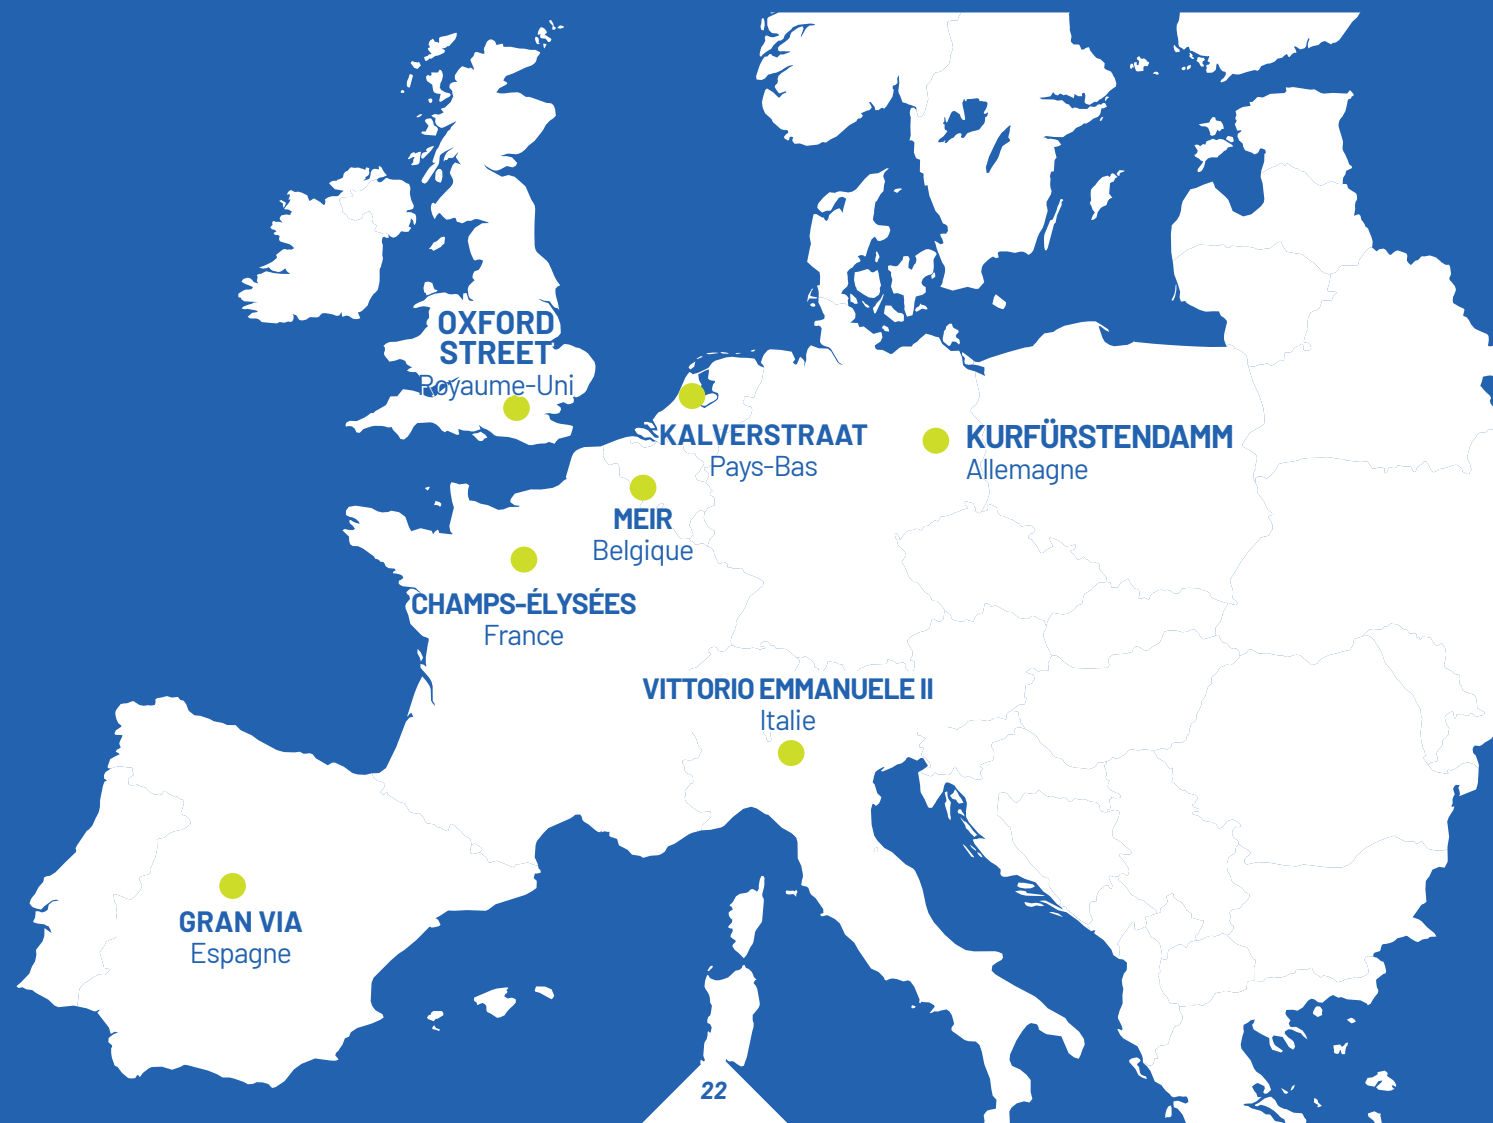 OXFORD
STREET
Royaume-Uni
KALVERSTRAAT
Pays-Bas
KURFÜRSTENDAMM
Allemagne
MEIR
Belgique
CHAMPS-ÉLYSÉES
France
VITTORIO EMMANUELE II
Italie
GRAN VIA
Espagne
22